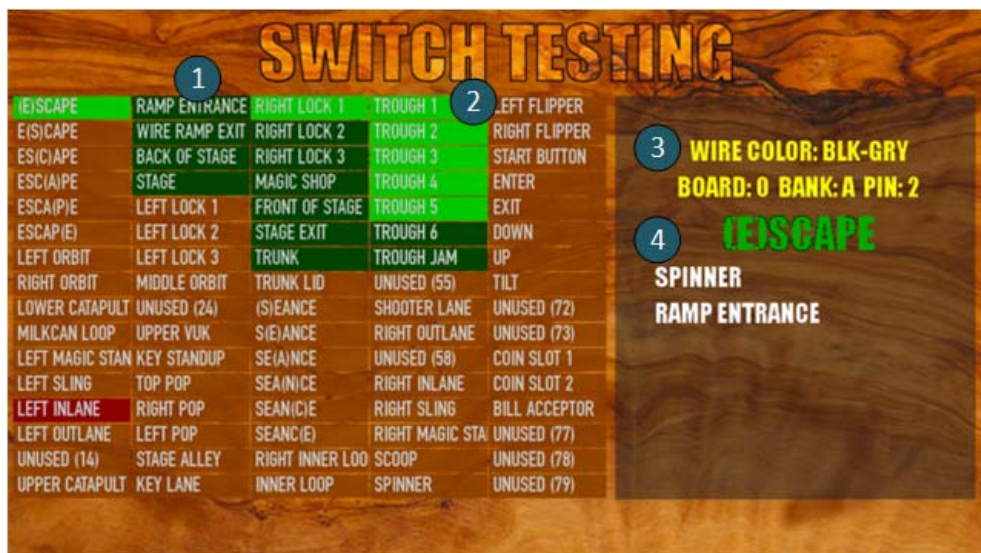 SWITCH TESTING
1
2
(E)SCAPE RAMP ENTRANCE RIGHT LOCK 1 TROUGH 1 LEFT FLIPPER
E(S)CAPE WIRE RAMP EXIT RIGHT LOCK 2 TROUGH 2 RIGHT FLIPPER
ES(C)APE BACK OF STAGE RIGHT LOCK 3 TROUGH 3 START BUTTON
ESC(A)PE STAGE MAGIC SHOP TROUGH 4 ENTER
ESCA(P)E LEFT LOCK 1 FRONT OF STAGE TROUGH 5 EXIT
ESCAP(E) LEFT LOCK 2 STAGE EXIT TROUGH 6 DOWN
LEFT ORBIT LEFT LOCK 3 TRUNK TROUGH JAM UP
RIGHT ORBIT MIDDLE ORBIT TRUNK LID UNUSED (55) TILT
LOWER CATAPULT UNUSED (24) (S)EANCE SHOOTER LANE UNUSED (72)
MILKCAN LOOP UPPER VUK S(E)ANCE RIGHT OUTLANE UNUSED (73)
LEFT MAGIC STAN KEY STANDUP SE(A)NCE UNUSED (58) COIN SLOT 1
LEFT SLING TOP POP SEA(N)CE RIGHT INLANE COIN SLOT 2
LEFT INLANE RIGHT POP SEAN(C)E RIGHT SLING BILL ACCEPTOR
LEFT OUTLANE LEFT POP SEANC(E) RIGHT MAGIC STA UNUSED (77)
UNUSED (14) STAGE ALLEY RIGHT INNER LOO SCOOP UNUSED (78)
UPPER CATAPULT KEY LANE INNER LOOP SPINNER UNUSED (79)
3 WIRE COLOR: BLK-GRY
BOARD: 0 BANK: A PIN: 2
4 (E)SCAPE
SPINNER
RAMP ENTRANCE